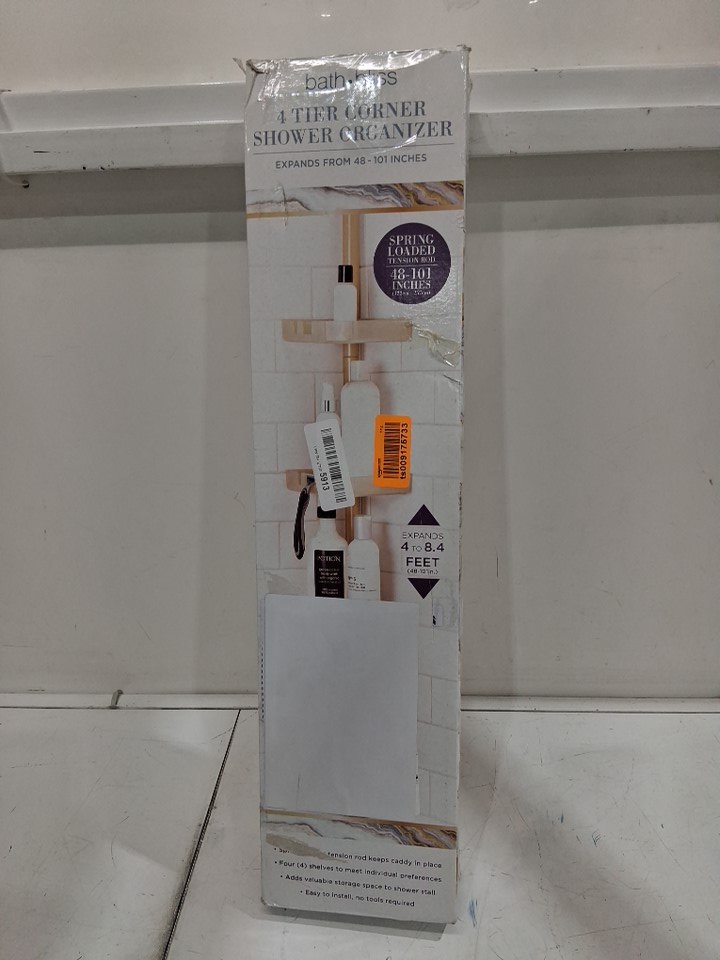 bath bliss
4 TIER CORNER
SHOWER ORGANIZER
EXPANDS FROM 48 - 101 INCHES
SPRING
LOADED
TENSION ROD
48-101
INCHES
5913
ts009175733
EXPANDS
4 TO 8.4
FEET
(48-101in.)
• tension rod keeps caddy in place
• Four (4) shelves to meet individual preferences
• Adds valuable storage space to shower stall
• Easy to install, no tools required